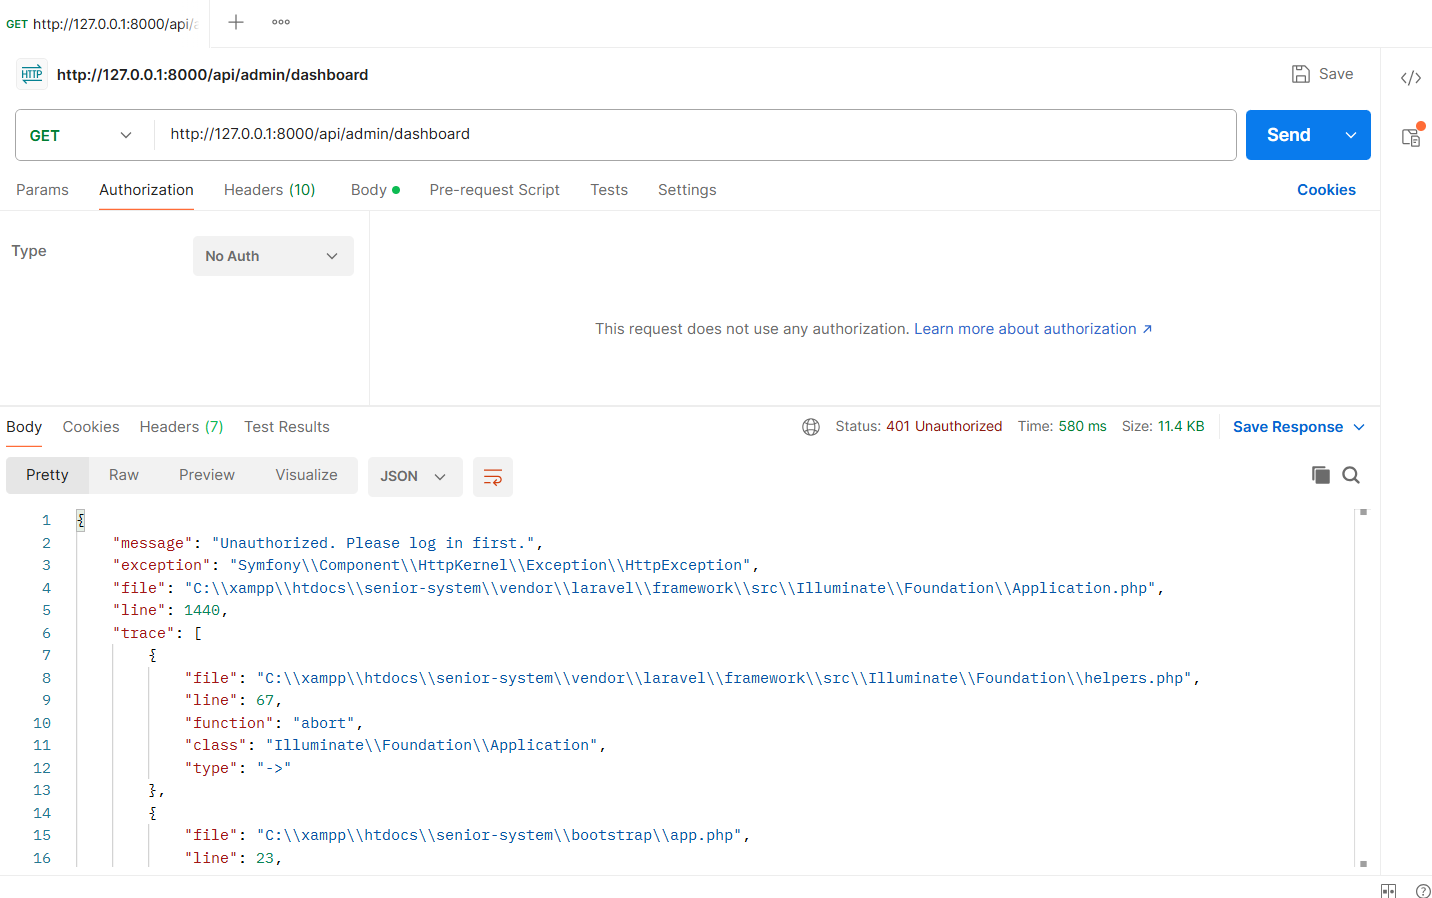 GET http://127.0.0.1:8000/api/a
http://127.0.0.1:8000/api/admin/dashboard
Save
GET http://127.0.0.1:8000/api/admin/dashboard Send
Params Authorization Headers (10) Body Pre-request Script Tests Settings Cookies
Type No Auth
This request does not use any authorization. Learn more about authorization ↗
Body Cookies Headers (7) Test Results Status: 401 Unauthorized Time: 580 ms Size: 11.4 KB Save Response
Pretty Raw Preview Visualize JSON
1 {
2 "message": "Unauthorized. Please log in first.",
3 "exception": "Symfony\\Component\\HttpKernel\\Exception\\HttpException",
4 "file": "C:\\xampp\\htdocs\\senior-system\\vendor\\laravel\\framework\\src\\Illuminate\\Foundation\\Application.php",
5 "line": 1440,
6 "trace": [
7 {
8 "file": "C:\\xampp\\htdocs\\senior-system\\vendor\\laravel\\framework\\src\\Illuminate\\Foundation\\helpers.php",
9 "line": 67,
10 "function": "abort",
11 "class": "Illuminate\\Foundation\\Application",
12 "type": "->"
13 },
14 {
15 "file": "C:\\xampp\\htdocs\\senior-system\\bootstrap\\app.php",
16 "line": 23,